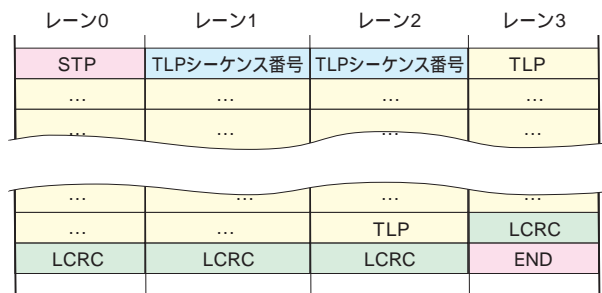 レーン0 レーン1 レーン2 レーン3
STP TLPシーケンス番号 TLPシーケンス番号 TLP
… … … …
… … … …
… … … …
… … TLP LCRC
LCRC LCRC LCRC END